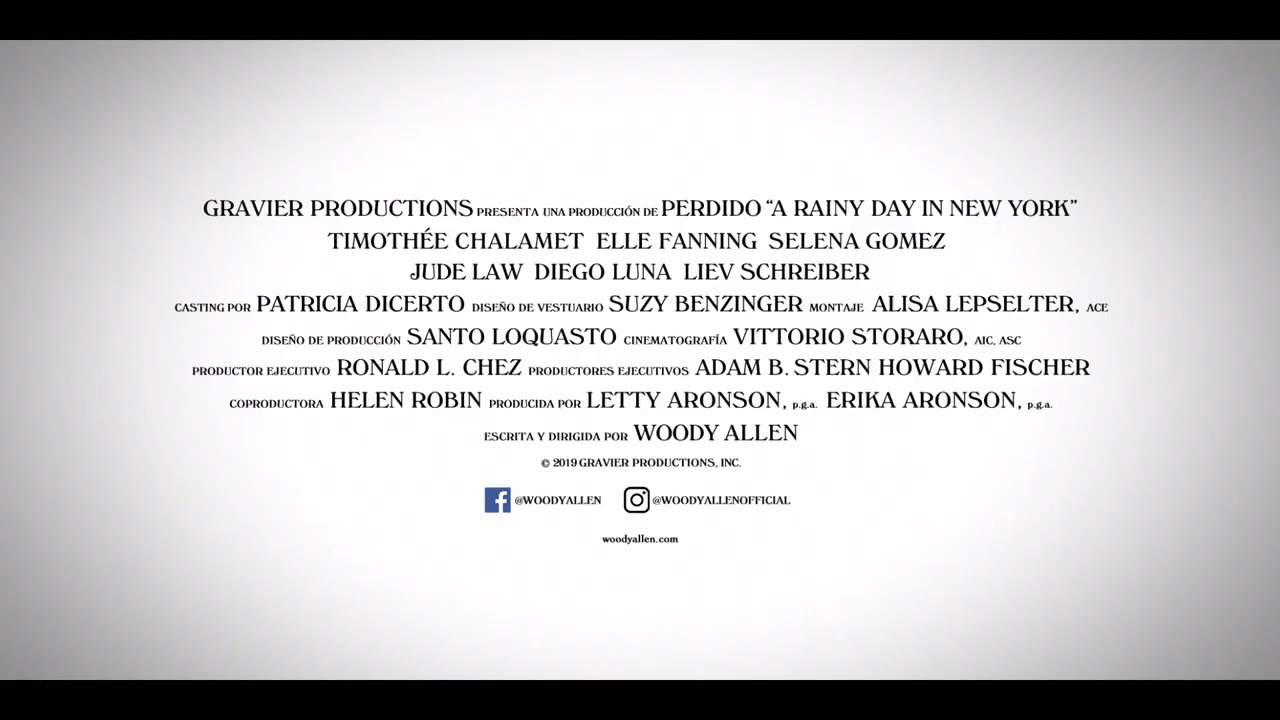 GRAVIER PRODUCTIONS PRESENTA UNA PRODUCCIÓN DE PERDIDO “A RAINY DAY IN NEW YORK”
TIMOTHÉE CHALAMET ELLE FANNING SELENA GOMEZ
JUDE LAW DIEGO LUNA LIEV SCHREIBER
CASTING POR PATRICIA DICERTO DISEÑO DE VESTUARIO SUZY BENZINGER MONTAJE ALISA LEPSELTER, ACE
DISEÑO DE PRODUCCIÓN SANTO LOQUASTO CINEMATOGRAFÍA VITTORIO STORARO, AIC, ASC
PRODUCTOR EJECUTIVO RONALD L. CHEZ PRODUCTORES EJECUTIVOS ADAM B. STERN HOWARD FISCHER
COPRODUCTORA HELEN ROBIN PRODUCIDA POR LETTY ARONSON, p.g.a. ERIKA ARONSON, p.g.a.
ESCRITA Y DIRIGIDA POR WOODY ALLEN
© 2019 GRAVIER PRODUCTIONS, INC.
@WOODYALLEN @WOODYALLENOFFICIAL
woodyallen.com